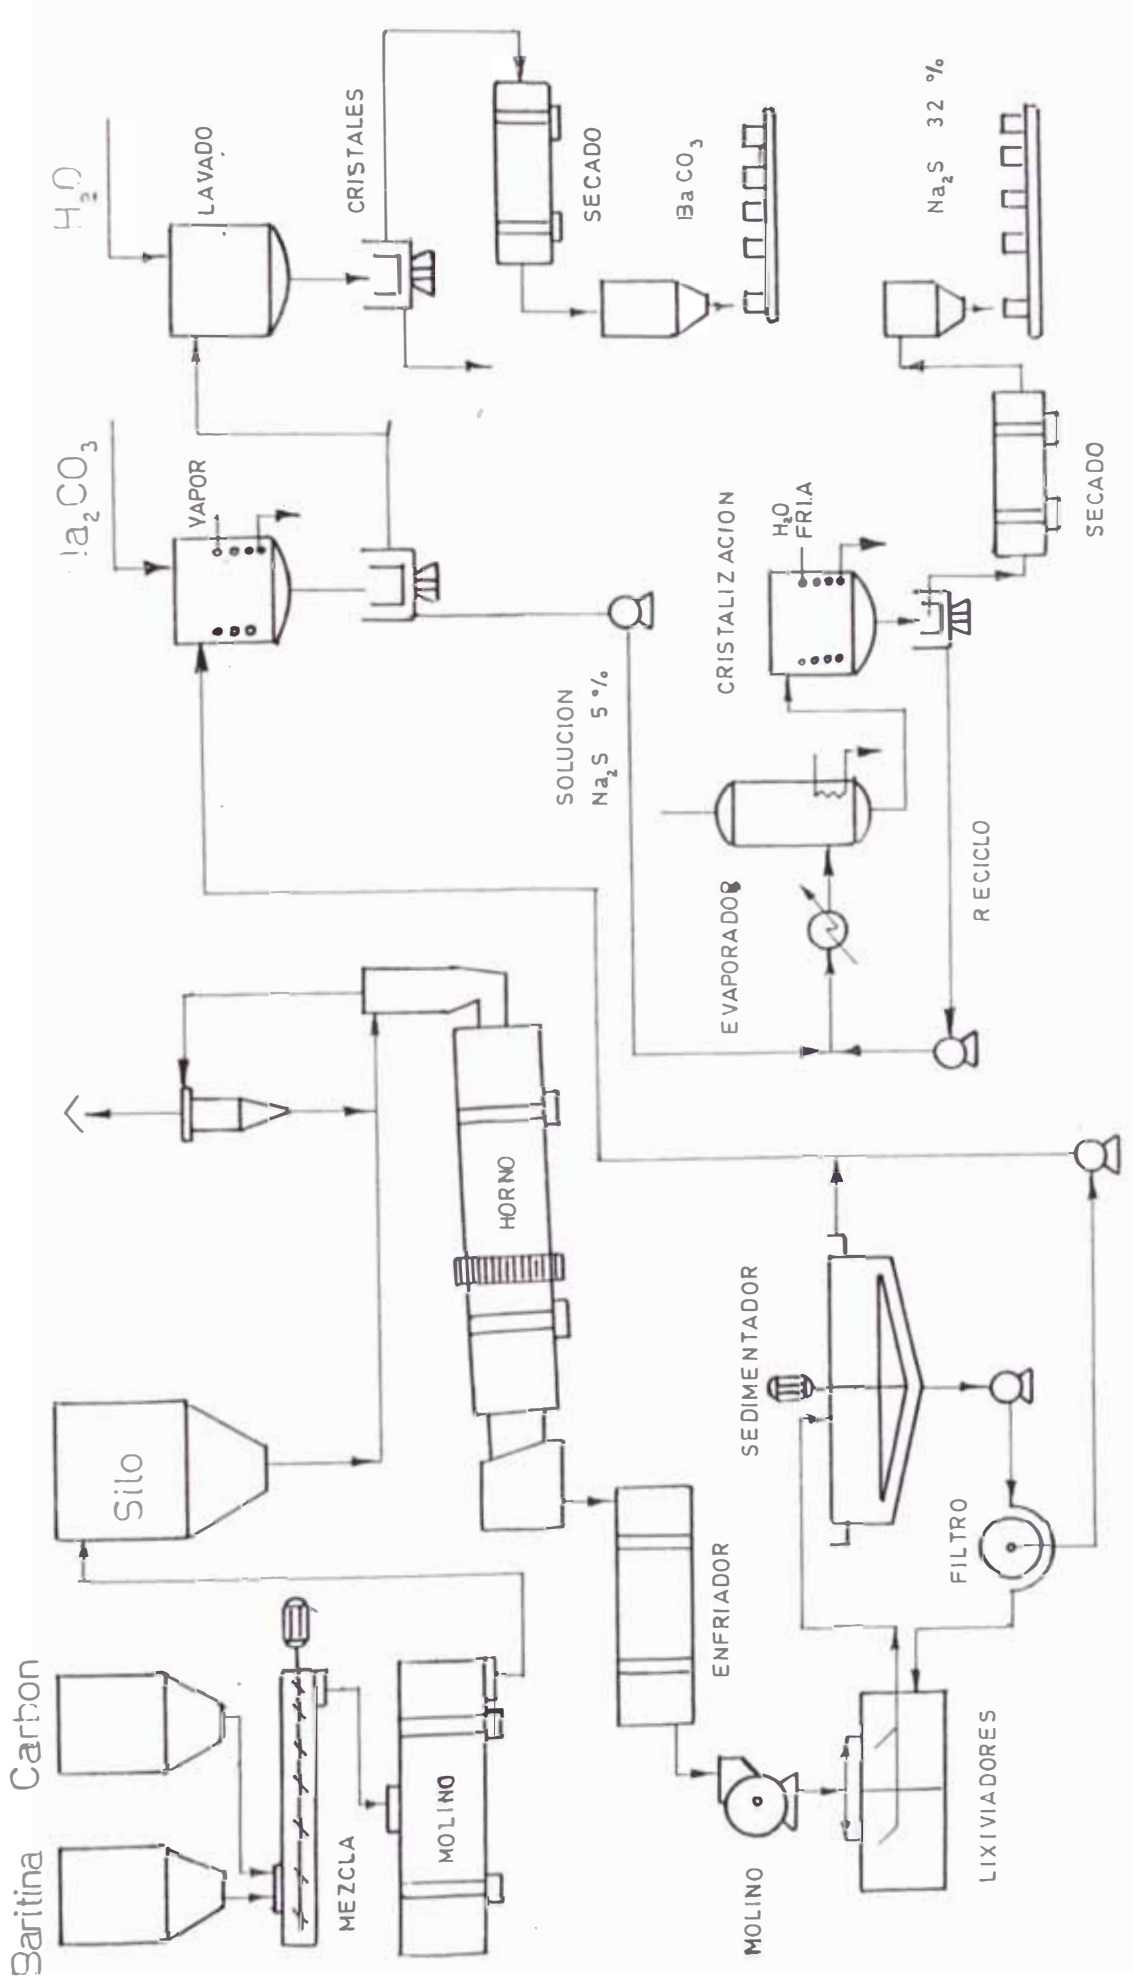 Baritina
Carbon
MEZCLA
MOLINO
Silo
HORNO
ENFRIADOR
MOLINO
LIXIVIADORES
FILTRO
SEDIMENTADOR
Na₂CO₃
VAPOR
H₂O
LAVADO
CRISTALES
SECADO
BaCO₃
SOLUCION
Na₂S 5 %
EVAPORADOR
CRISTALIZACION
H₂O
FRIA
RECICLO
SECADO
Na₂S 32 %